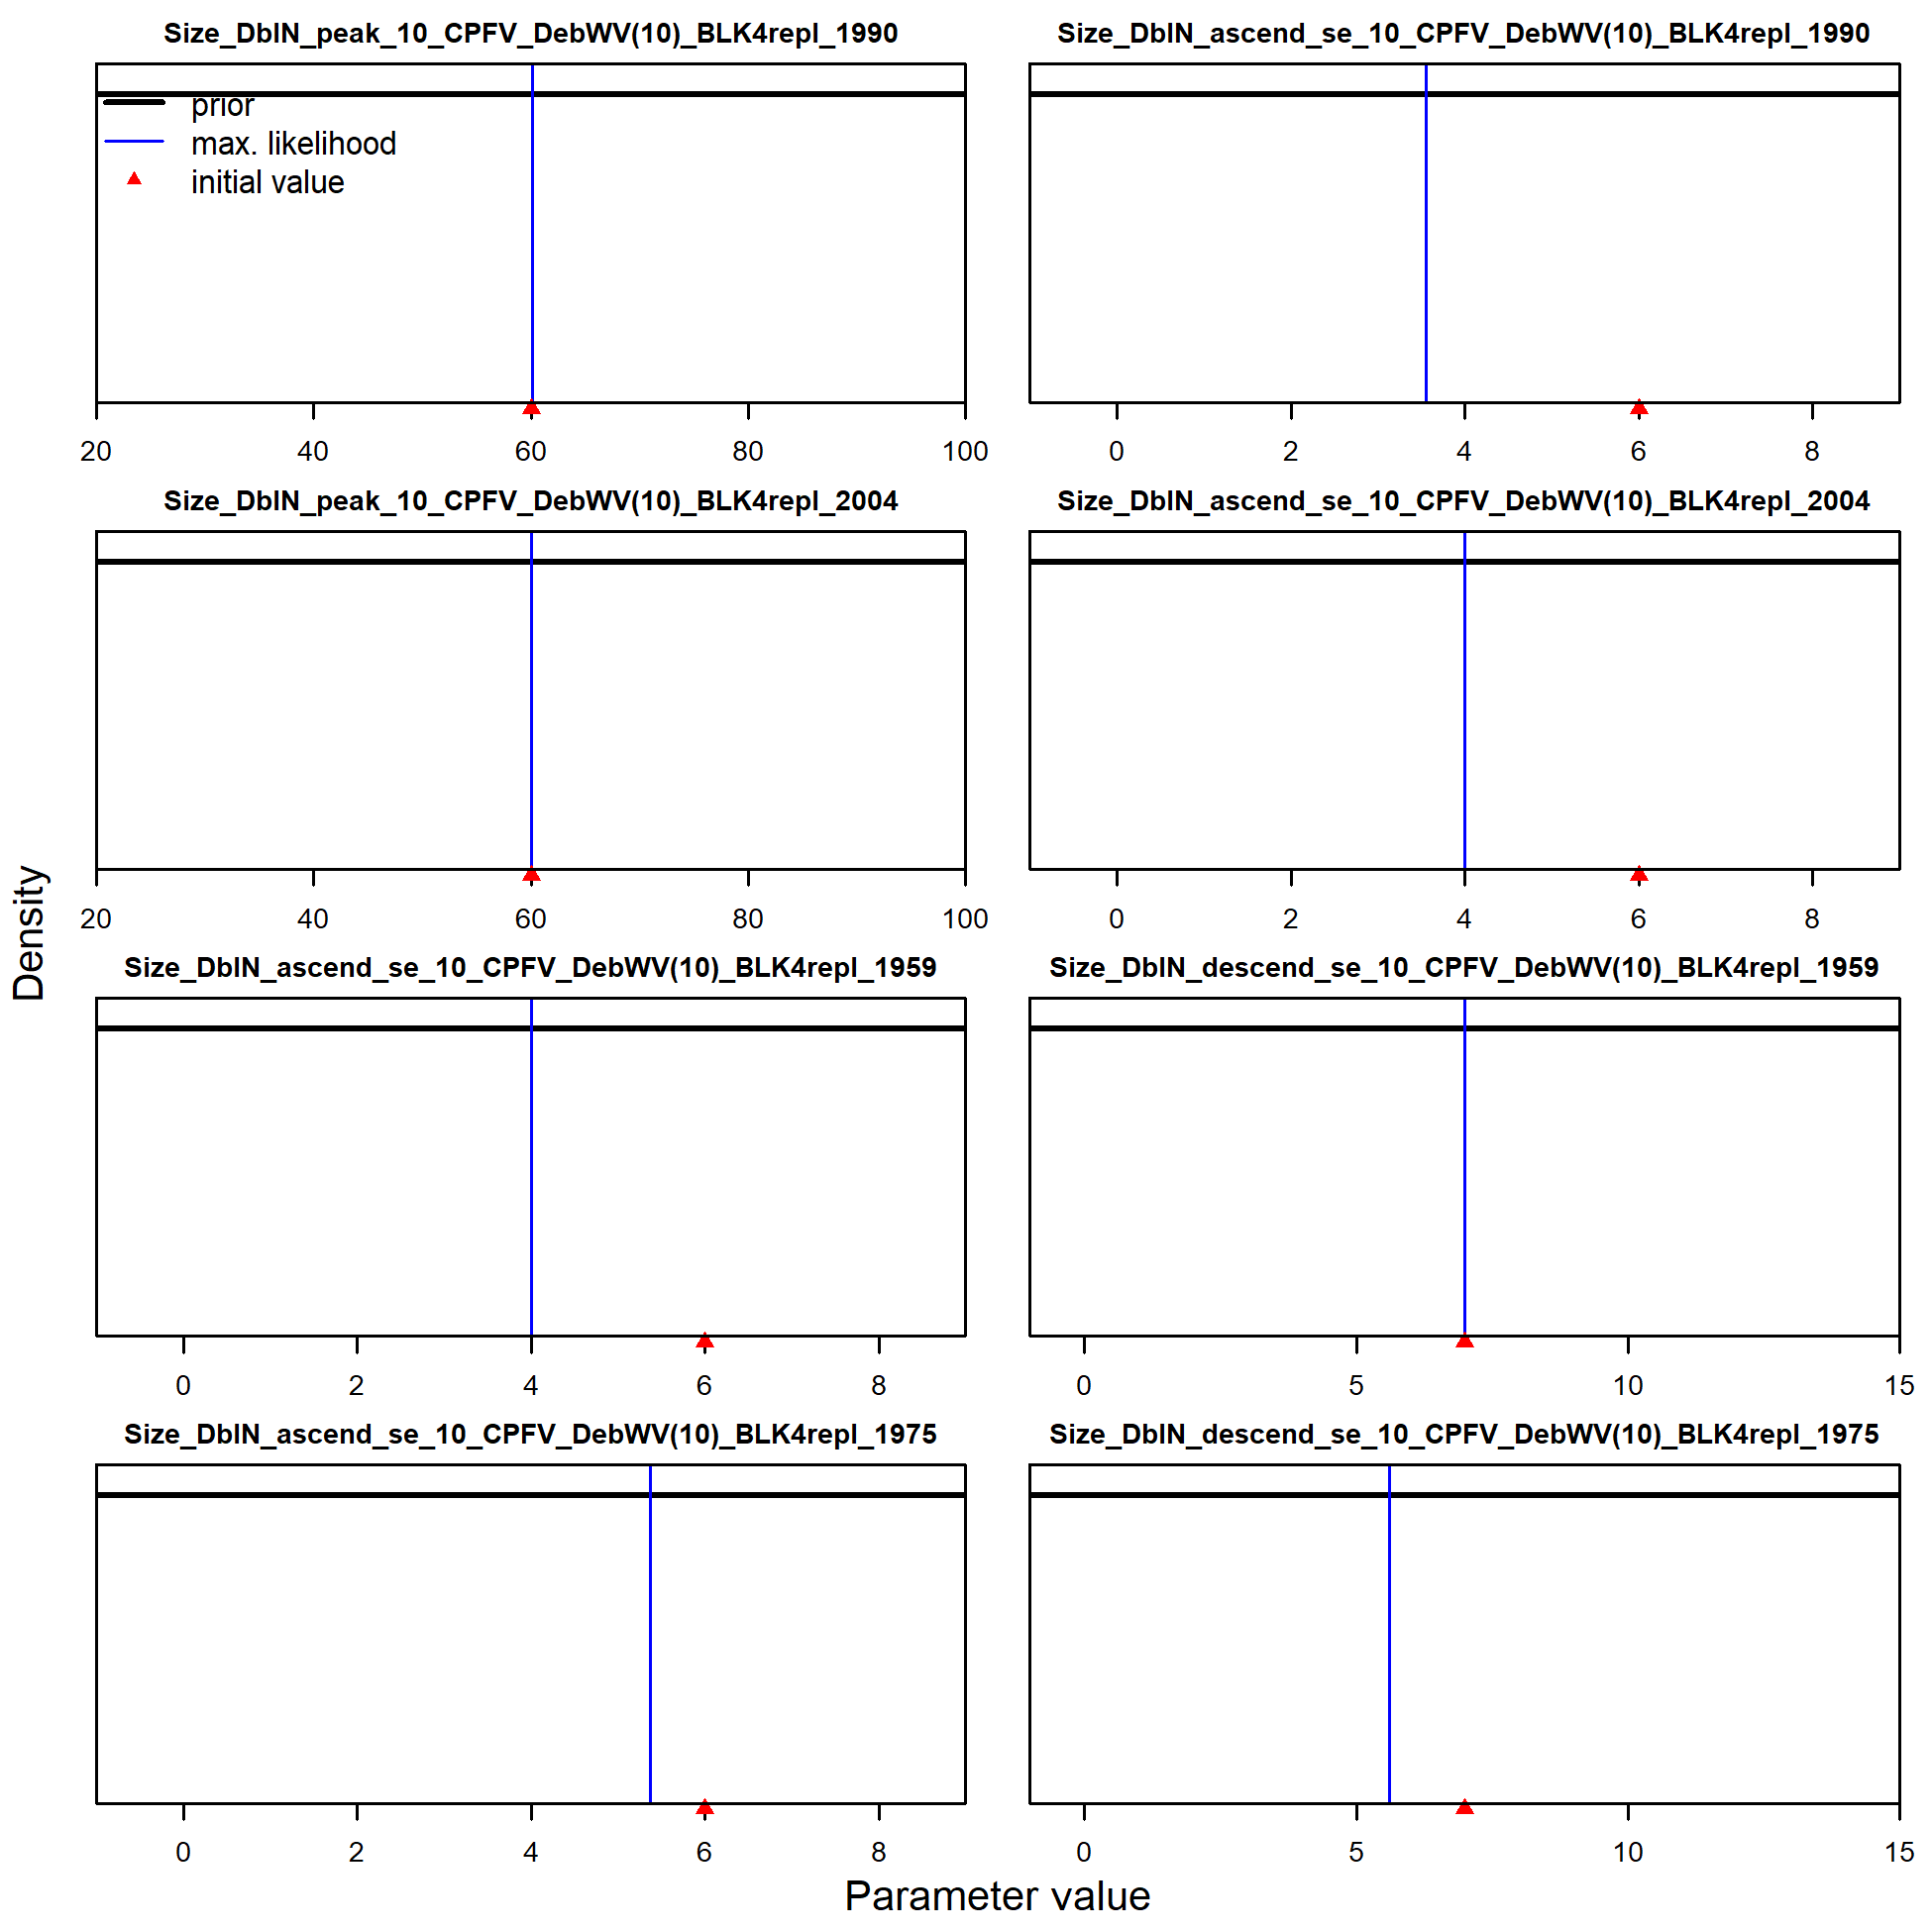 Size_DblN_peak_10_CPFV_DebWV(10)_BLK4repl_1990
prior
max. likelihood
initial value
20 40 60 80 100
Size_DblN_ascend_se_10_CPFV_DebWV(10)_BLK4repl_1990
0 2 4 6 8
Size_DblN_peak_10_CPFV_DebWV(10)_BLK4repl_2004
20 40 60 80 100
Size_DblN_ascend_se_10_CPFV_DebWV(10)_BLK4repl_2004
0 2 4 6 8
Size_DblN_ascend_se_10_CPFV_DebWV(10)_BLK4repl_1959
0 2 4 6 8
Size_DblN_descend_se_10_CPFV_DebWV(10)_BLK4repl_1959
0 5 10 15
Size_DblN_ascend_se_10_CPFV_DebWV(10)_BLK4repl_1975
0 2 4 6 8
Size_DblN_descend_se_10_CPFV_DebWV(10)_BLK4repl_1975
0 5 10 15
Density
Parameter value